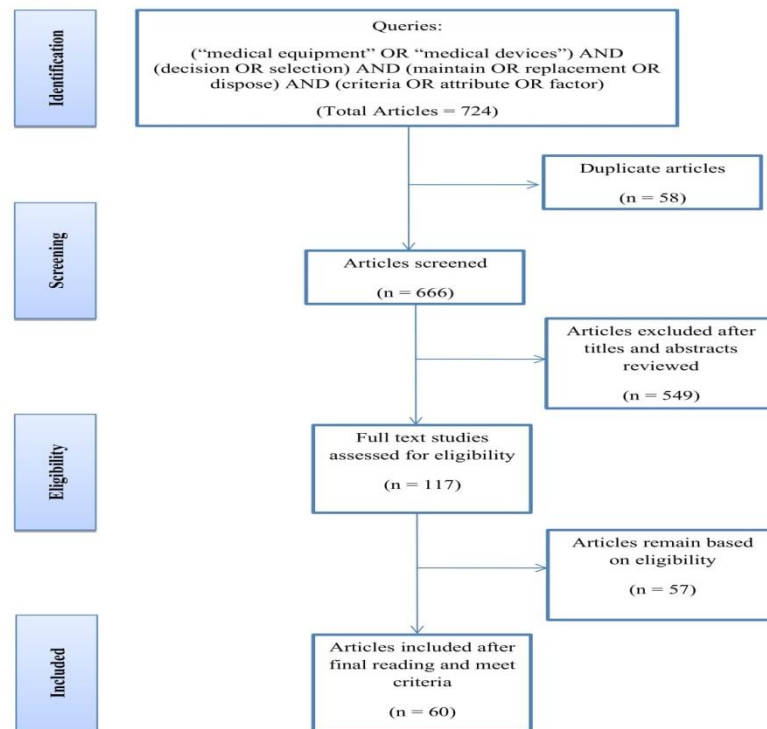 Identification
Queries:
(“medical equipment” OR “medical devices”) AND
(decision OR selection) AND (maintain OR replacement OR
dispose) AND (criteria OR attribute OR factor)
(Total Articles = 724)
Duplicate articles
(n = 58)
Screening
Articles screened
(n = 666)
Articles excluded after
titles and abstracts
reviewed
(n = 549)
Eligibility
Full text studies
assessed for eligibility
(n = 117)
Articles remain based
on eligibility
(n = 57)
Included
Articles included after
final reading and meet
criteria
(n = 60)